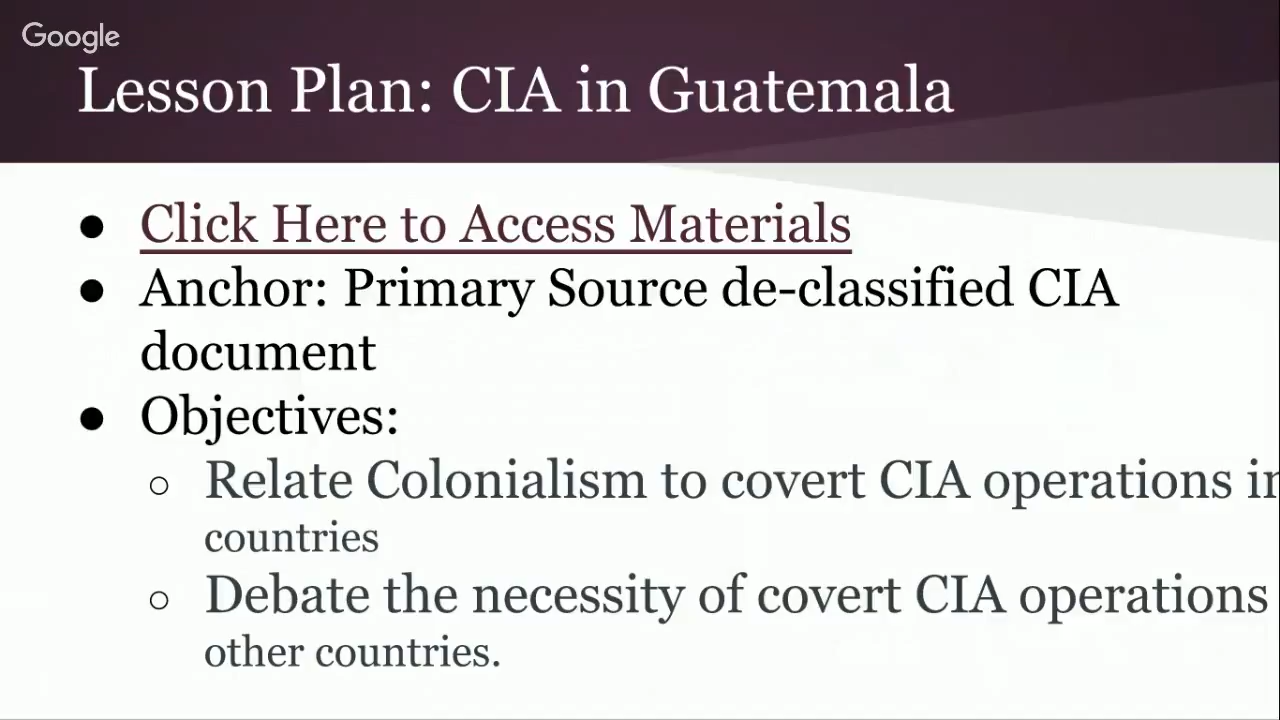 Google
Lesson Plan: CIA in Guatemala
● Click Here to Access Materials
● Anchor: Primary Source de-classified CIA
document
● Objectives:
○ Relate Colonialism to covert CIA operations
countries
○ Debate the necessity of covert CIA operations
other countries.